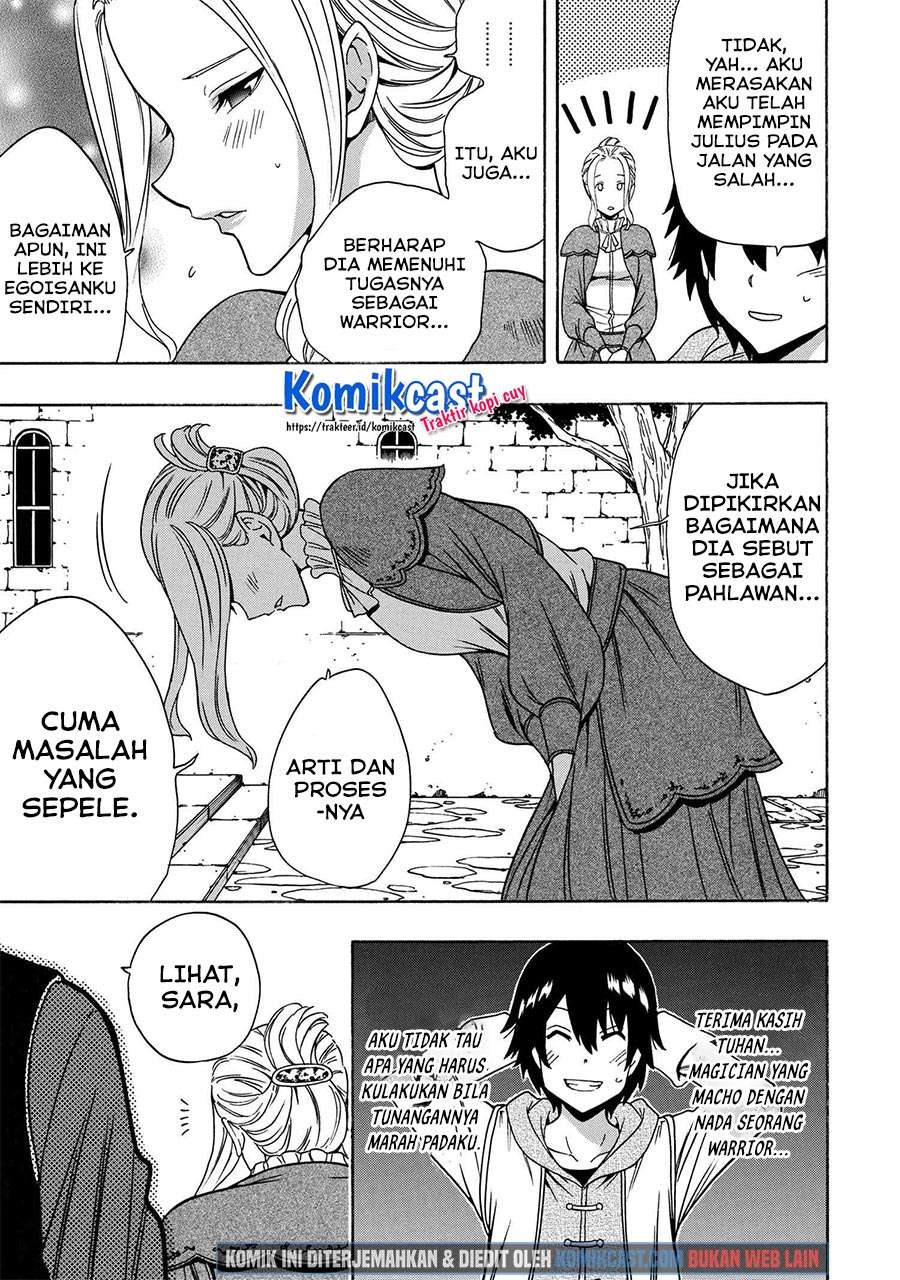 TIDAK,
YAH... AKU
MERASAKAN
AKU TELAH
MEMPIMPIN
JULIUS PADA
JALAN YANG
SALAH...
......
ITU, AKU
JUGA...
BERHARAP
DIA MEMENUHI
TUGASNYA
SEBAGAI
WARRIOR...
BAGAIMAN
APUN, INI
LEBIH KE
EGOISANKU
SENDIRI...
Komikcast
Traktir kopi cuy
https://trakteer.id/komikcast
JIKA
DIPIKIRKAN
BAGAIMANA
DIA SEBUT
SEBAGAI
PAHLAWAN...
ARTI DAN
PROSES
-NYA
CUMA
MASALAH
YANG
SEPELE.
TERIMA KASIH
TUHAN...
MAGICIAN YANG
MACHO DENGAN
NADA SEORANG
WARRIOR...
AKU TIDAK TAU
APA YANG HARUS
KULAKUKAN BILA
TUNANGANNYA
MARAH PADAKU.
LIHAT,
SARA,
KOMIK INI DITERJEMAHKAN & DIEDIT OLEH KOMIKCAST.COM BUKAN WEB LAIN